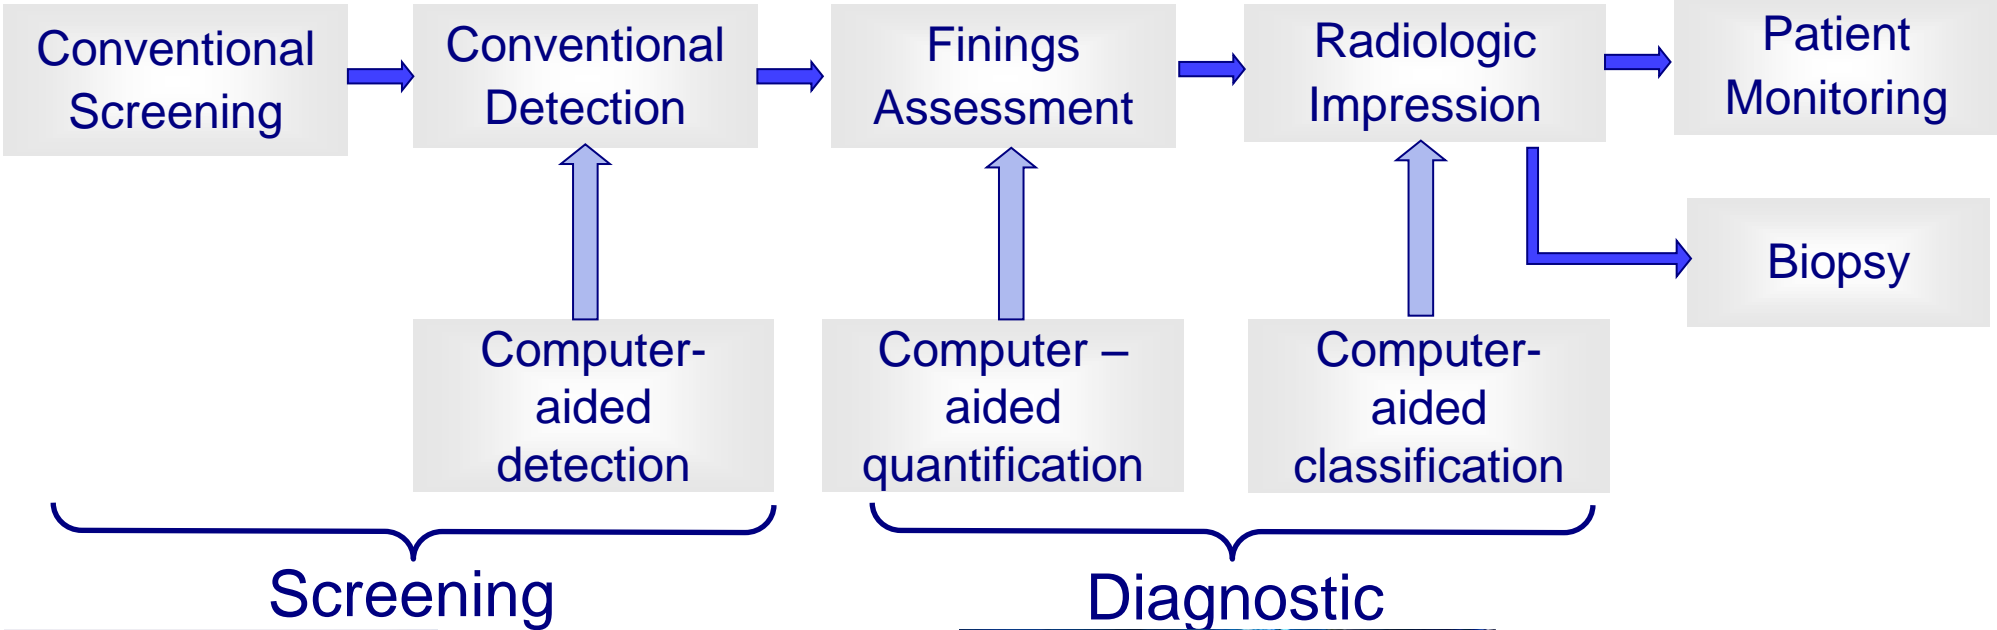 Conventional
Screening
Conventional
Detection
Finings
Assessment
Radiologic
Impression
Patient
Monitoring
Biopsy
Computer-
aided
detection
Computer –
aided
quantification
Computer-
aided
classification
Screening
Diagnostic